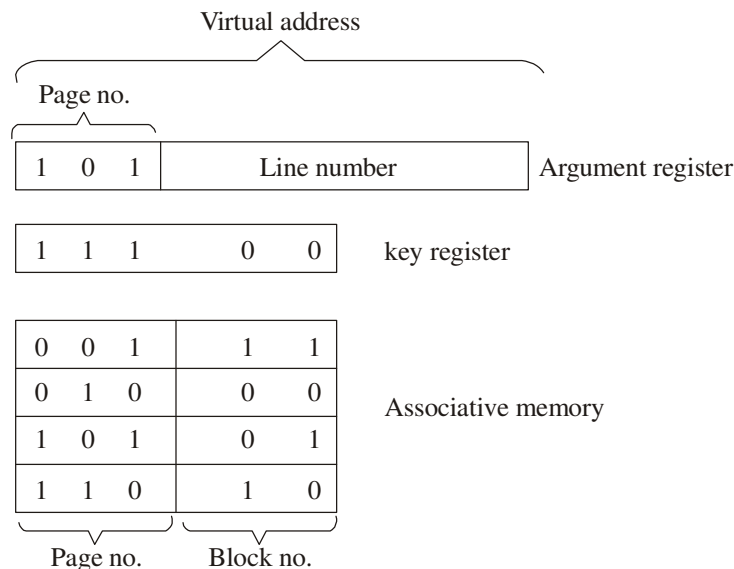 Virtual address
Page no.
1 0 1 Line number Argument register
1 1 1 0 0 key register
0 0 1 1 1
0 1 0 0 0
Associative memory
1 0 1 0 1
1 1 0 1 0
Page no. Block no.